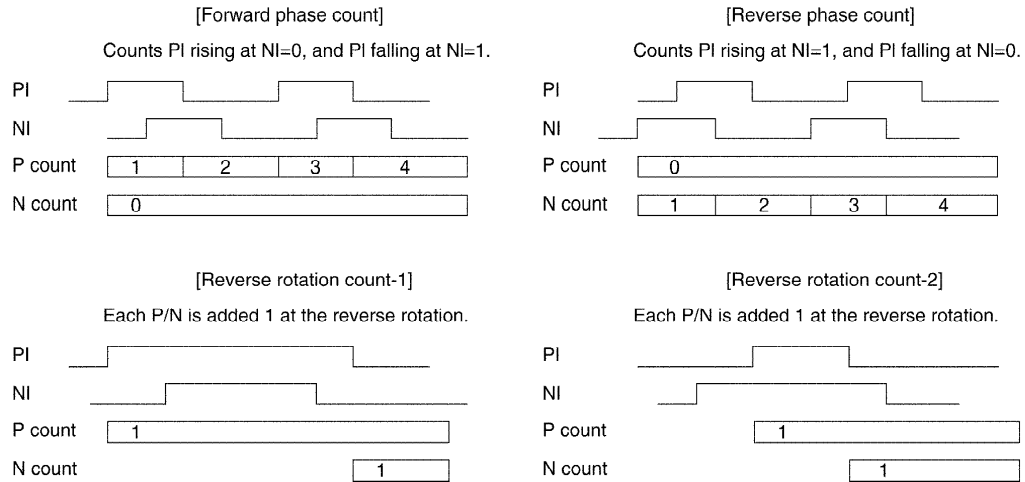 [Forward phase count]
Counts PI rising at NI=0, and PI falling at NI=1.
PI
NI
P count 1 2 3 4
N count 0
[Reverse phase count]
Counts PI rising at NI=1, and PI falling at NI=0.
PI
NI
P count 0
N count 1 2 3 4
[Reverse rotation count-1]
Each P/N is added 1 at the reverse rotation.
PI
NI
P count 1
N count 1
[Reverse rotation count-2]
Each P/N is added 1 at the reverse rotation.
PI
NI
P count 1
N count 1